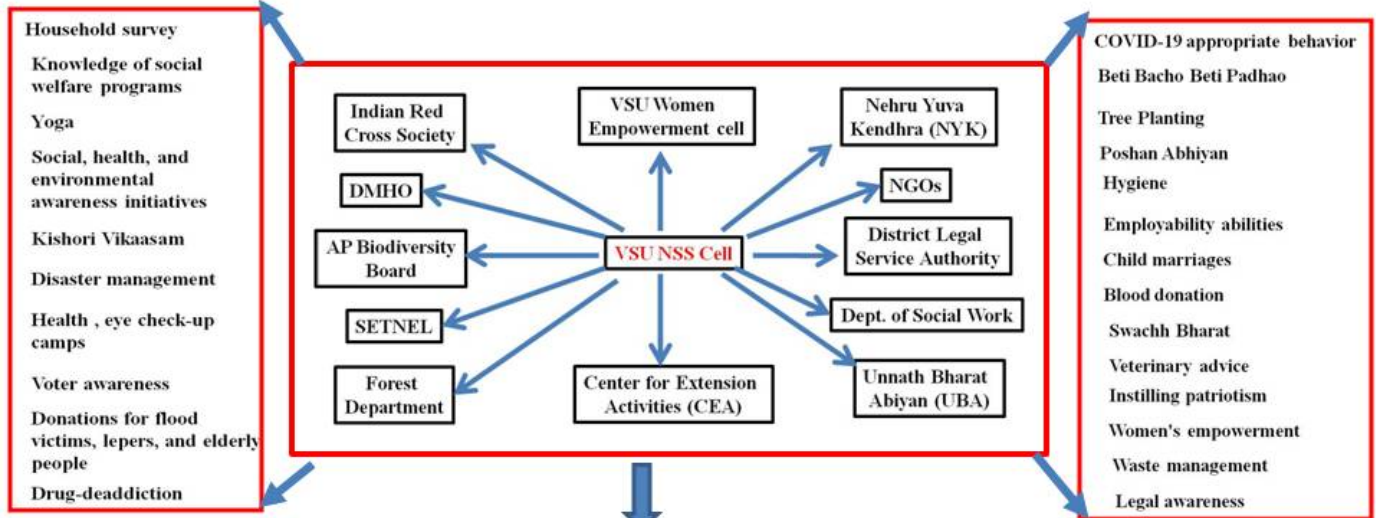 Household survey
Knowledge of social
welfare programs
Yoga
Social, health, and
environmental
awareness initiatives
Kishori Vikaasam
Disaster management
Health , eye check-up
camps
Voter awareness
Donations for flood
victims, lepers, and elderly
people
Drug-deaddiction
Indian Red
Cross Society
VSU Women
Empowerment cell
Nehru Yuva
Kendhra (NYK)
DMHO
NGOs
AP Biodiversity
Board
VSU NSS Cell
District Legal
Service Authority
SETNEL
Dept. of Social Work
Forest
Department
Center for Extension
Activities (CEA)
Unnath Bharat
Abiyan (UBA)
COVID-19 appropriate behavior
Beti Bacho Beti Padhao
Tree Planting
Poshan Abhiyan
Hygiene
Employability abilities
Child marriages
Blood donation
Swachh Bharat
Veterinary advice
Instilling patriotism
Women's empowerment
Waste management
Legal awareness